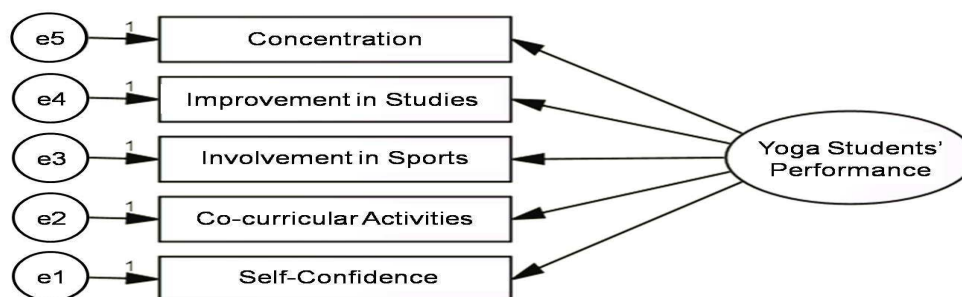 e5
1
Concentration
e4
1
Improvement in Studies
e3
1
Involvement in Sports
Yoga Students'
Performance
e2
1
Co-curricular Activities
e1
1
Self-Confidence